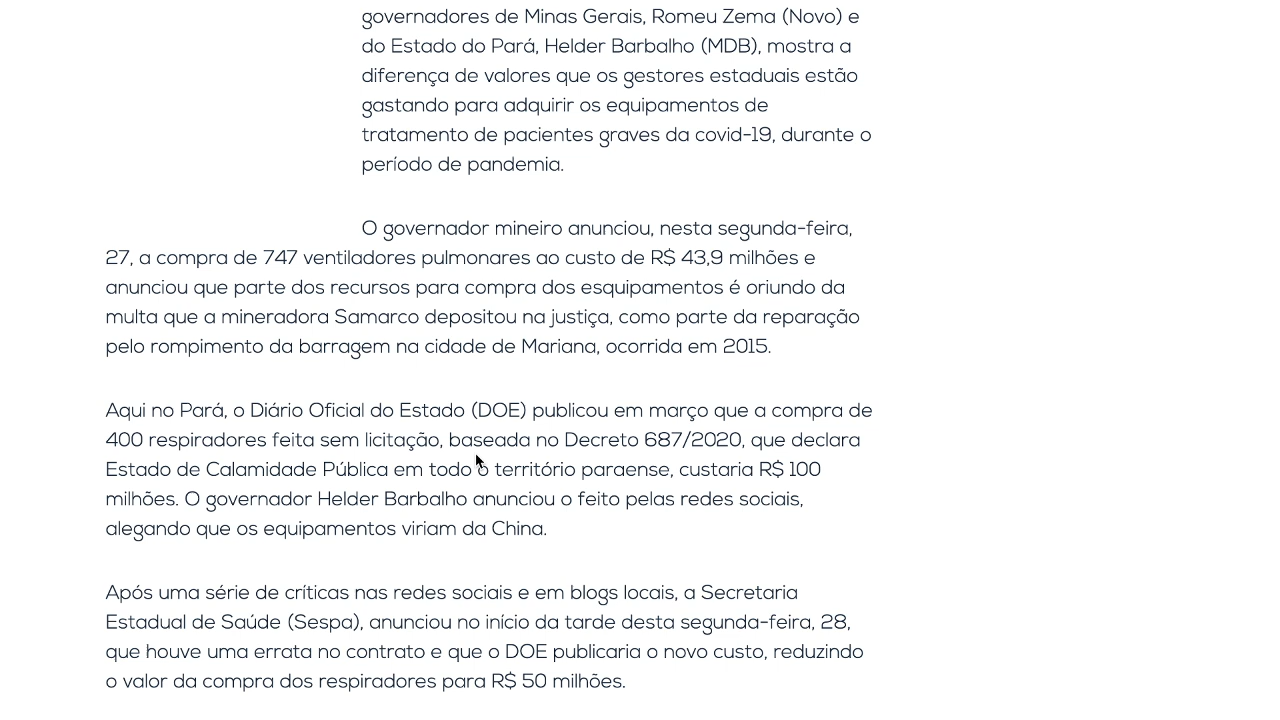 governadores de Minas Gerais, Romeu Zema (Novo) e
do Estado do Pará, Helder Barbalho (MDB), mostra a
diferença de valores que os gestores estaduais estão
gastando para adquirir os equipamentos de
tratamento de pacientes graves da covid-19, durante o
período de pandemia.
O governador mineiro anunciou, nesta segunda-feira,
27, a compra de 747 ventiladores pulmonares ao custo de R$ 43,9 milhões e
anunciou que parte dos recursos para compra dos esquipamentos é oriundo da
multa que a mineradora Samarco depositou na justiça, como parte da reparação
pelo rompimento da barragem na cidade de Mariana, ocorrida em 2015.
Aqui no Pará, o Diário Oficial do Estado (DOE) publicou em março que a compra de
400 respiradores feita sem licitação, baseada no Decreto 687/2020, que declara
Estado de Calamidade Pública em todo o território paraense, custaria R$ 100
milhões. O governador Helder Barbalho anunciou o feito pelas redes sociais,
alegando que os equipamentos viriam da China.
Após uma série de críticas nas redes sociais e em blogs locais, a Secretaria
Estadual de Saúde (Sespa), anunciou no início da tarde desta segunda-feira, 28,
que houve uma errata no contrato e que o DOE publicaria o novo custo, reduzindo
o valor da compra dos respiradores para R$ 50 milhões.